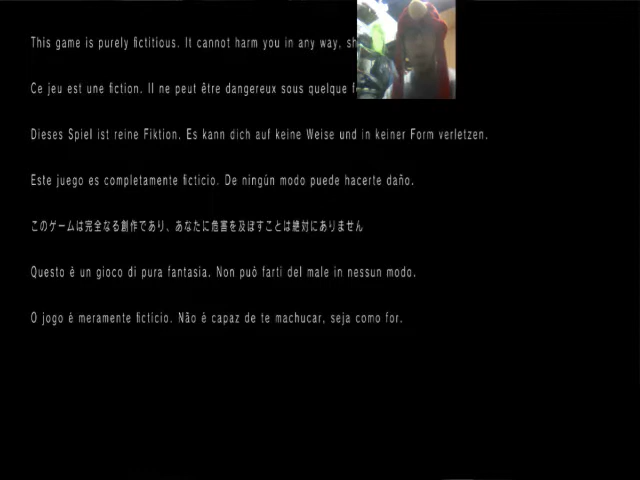 This game is purely fictitious. It cannot harm you in any way, sh
Ce jeu est une fiction. Il ne peut être dangereux sous quelque f
Dieses Spiel ist reine Fiktion. Es kann dich auf keine Weise und in keiner Form verletzen.
Este juego es completamente ficticio. De ningún modo puede hacerte daño.
このゲームは完全なる創作であり、あなたに危害を及ぼすことは絶対にありません
Questo è un gioco di pura fantasia. Non può farti del male in nessun modo.
O jogo é meramente fictício. Não é capaz de te machucar, seja como for.